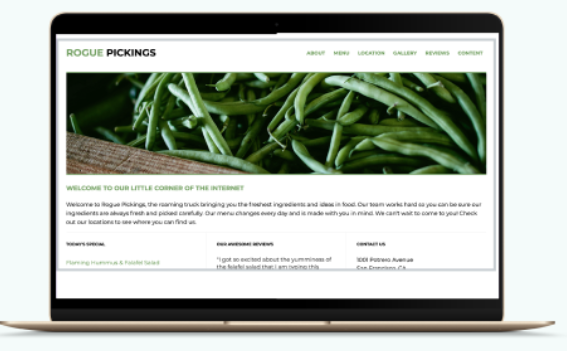 ROGUE PICKINGS
ABOUT MENU LOCATION GALLERY REVIEWS CONTENT
WELCOME TO OUR LITTLE CORNER OF THE INTERNET
Welcome to Rogue Pickings, the roaming truck bringing you the freshest ingredients and ideas in food. Our team works hard so you can be sure our
ingredients are always fresh and picked carefully. Our menu changes every day and is made with you in mind. We can't wait to come to you! Check
out our locations to see where you can find us.
TODAY'S SPECIAL
Flaming Hummus & Falafel Salad
OUR AWESOME REVIEWS
"I got so excited about the yumminess of
the falafel salad that I am typing this
CONTACT US
1001 Potrero Avenue
San Francisco, CA